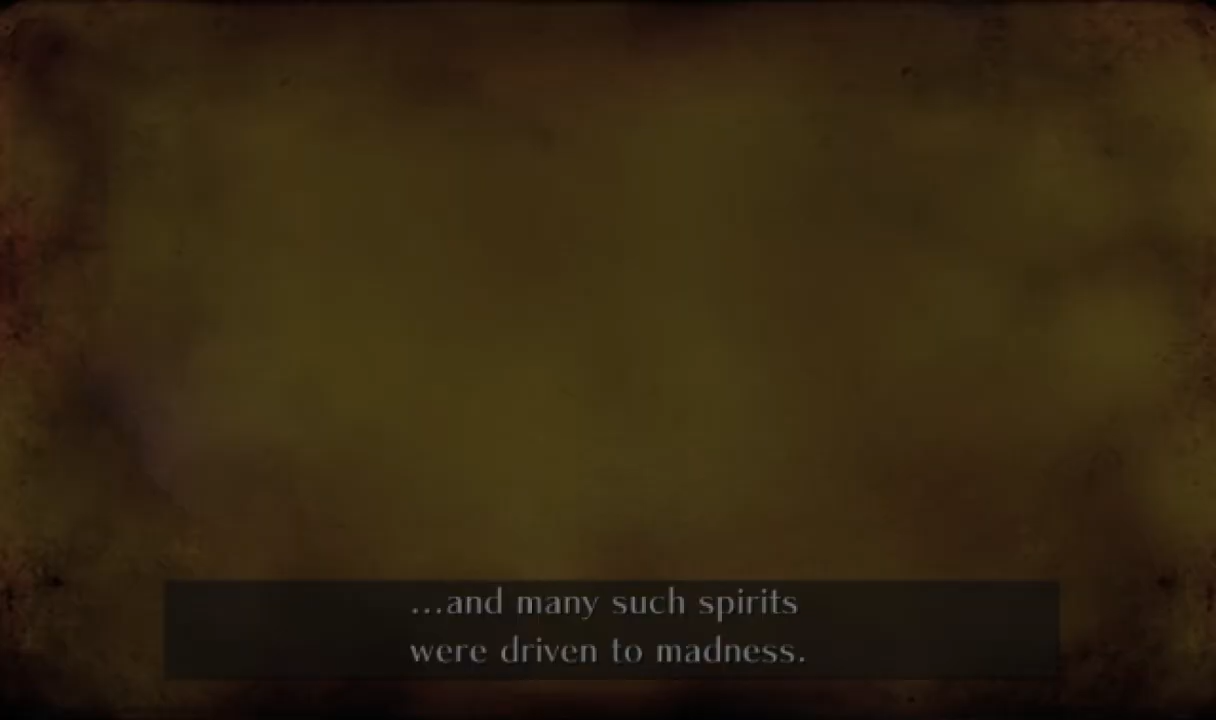 ...and many such spirits
were driven to madness.